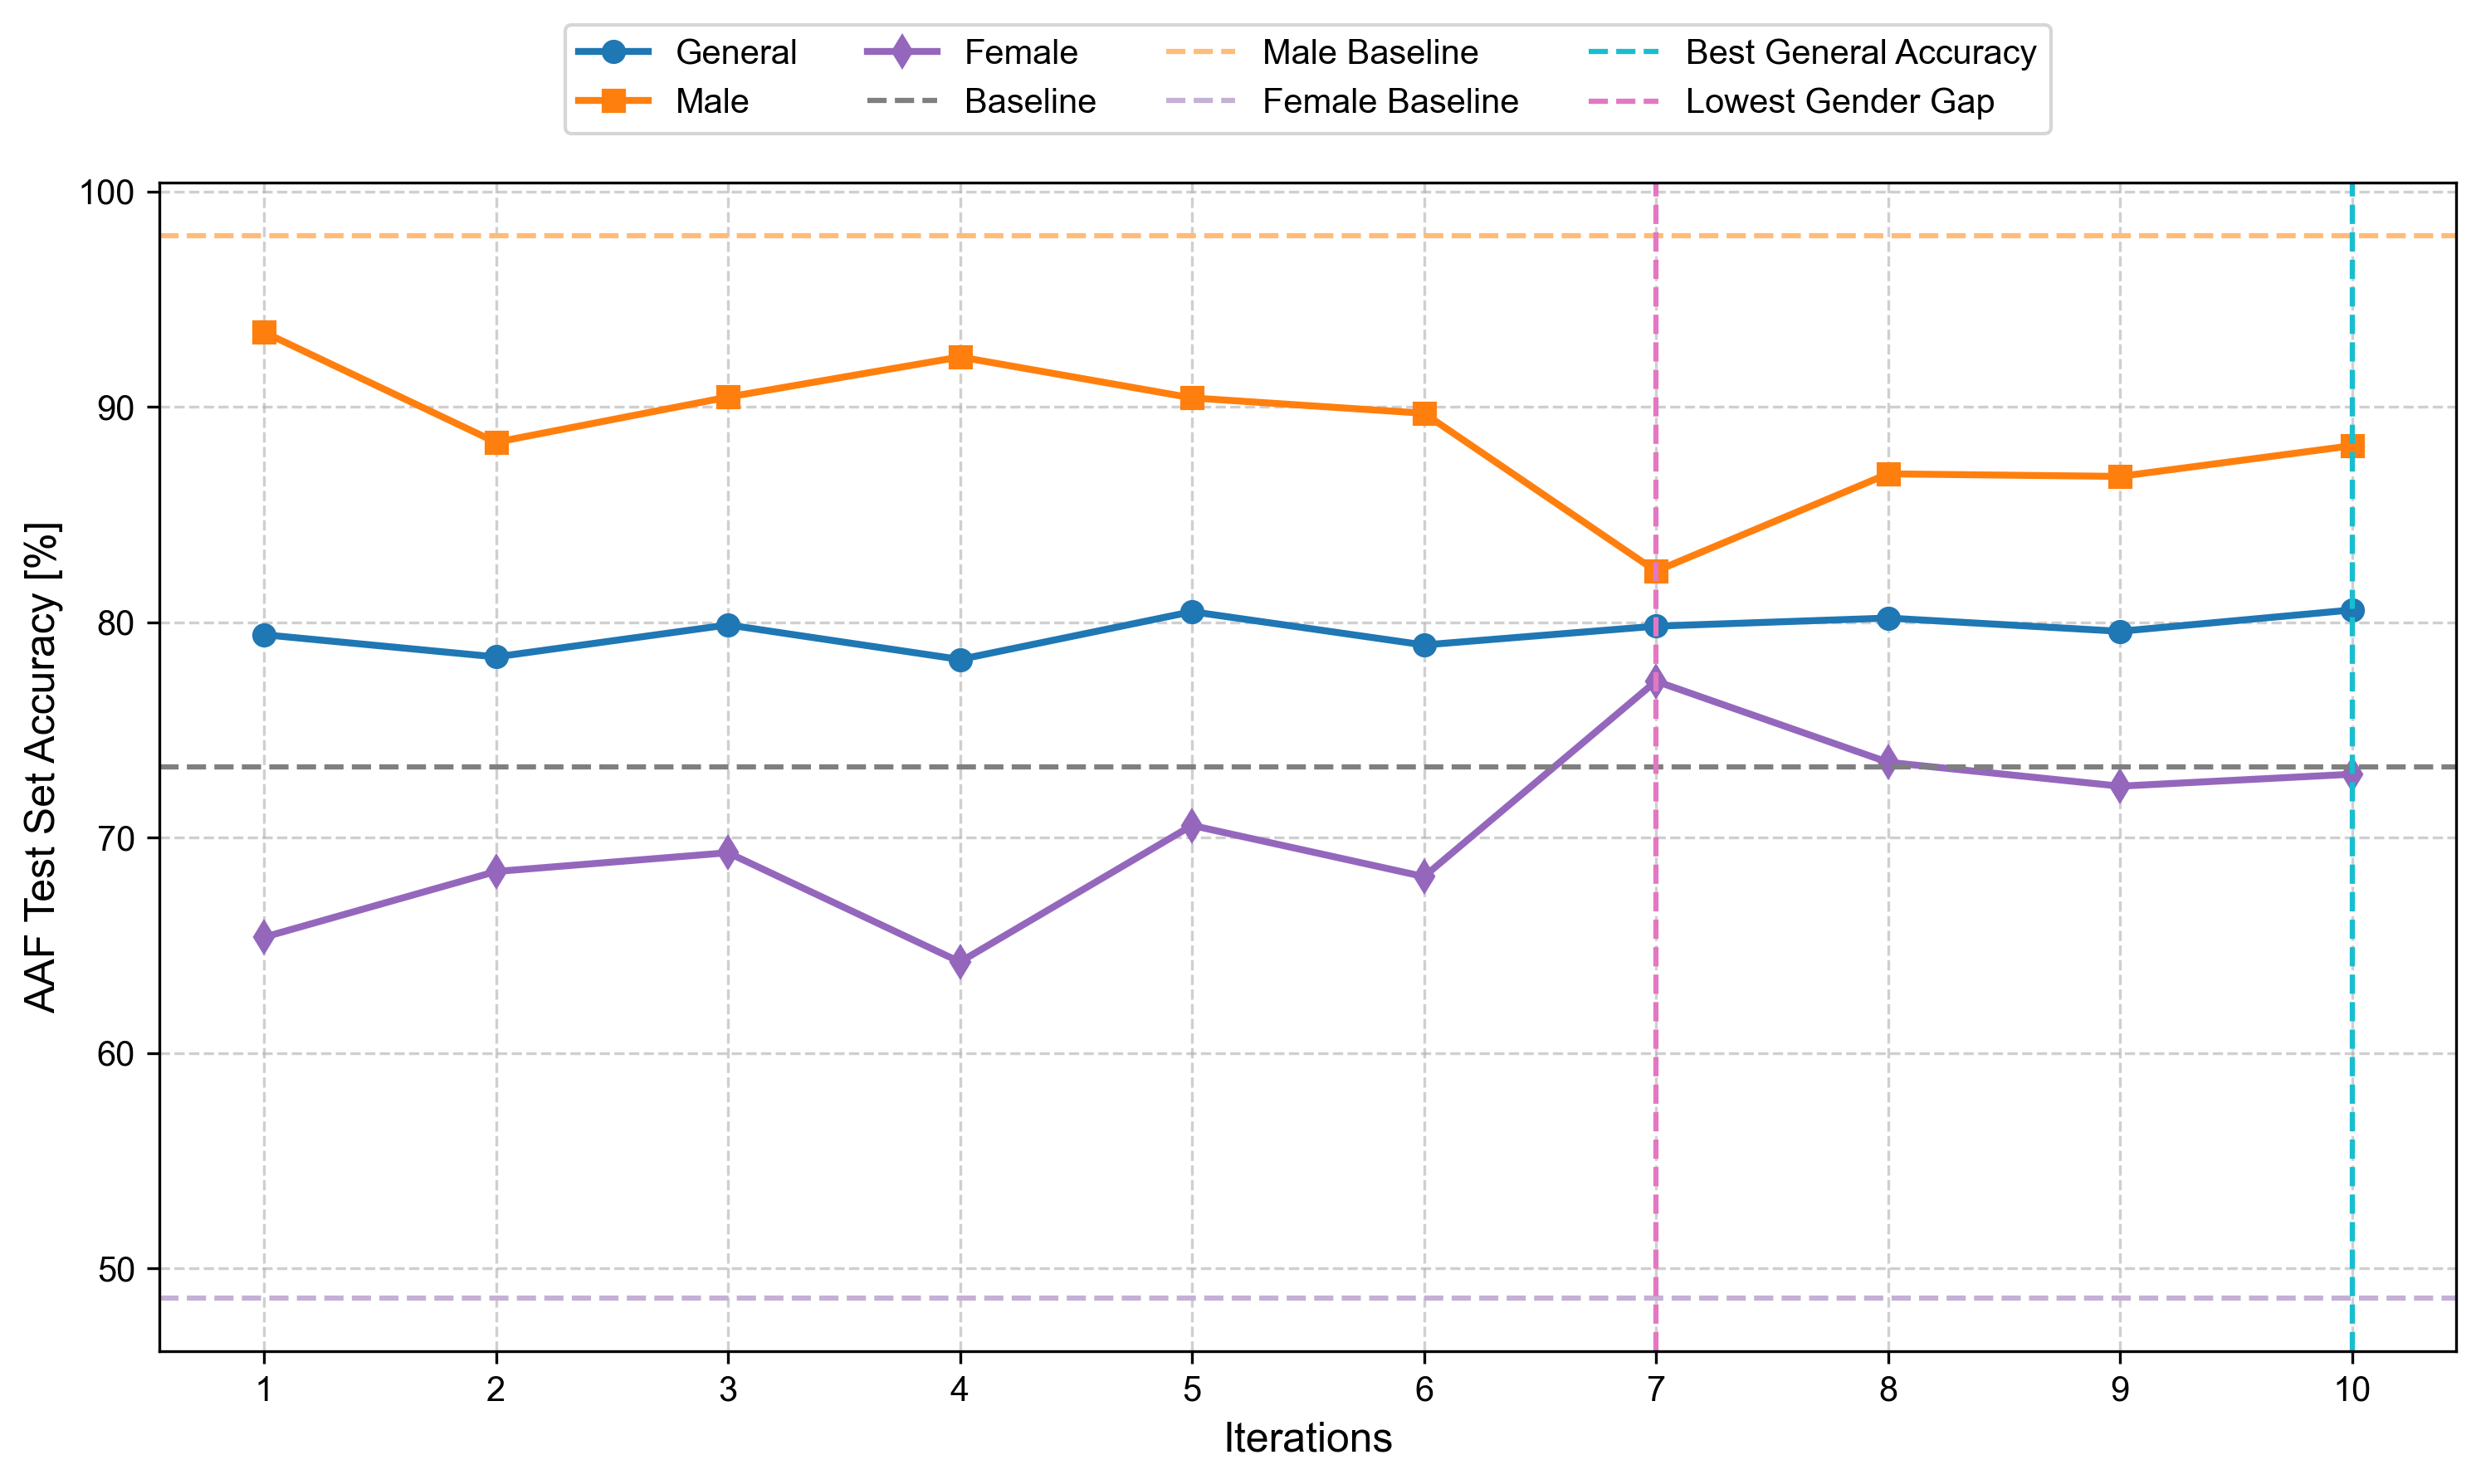 General
Male
Female
Baseline
Male Baseline
Female Baseline
Best General Accuracy
Lowest Gender Gap
100
90
80
70
60
50
AAF Test Set Accuracy [%]
1 2 3 4 5 6 7 8 9 10
Iterations